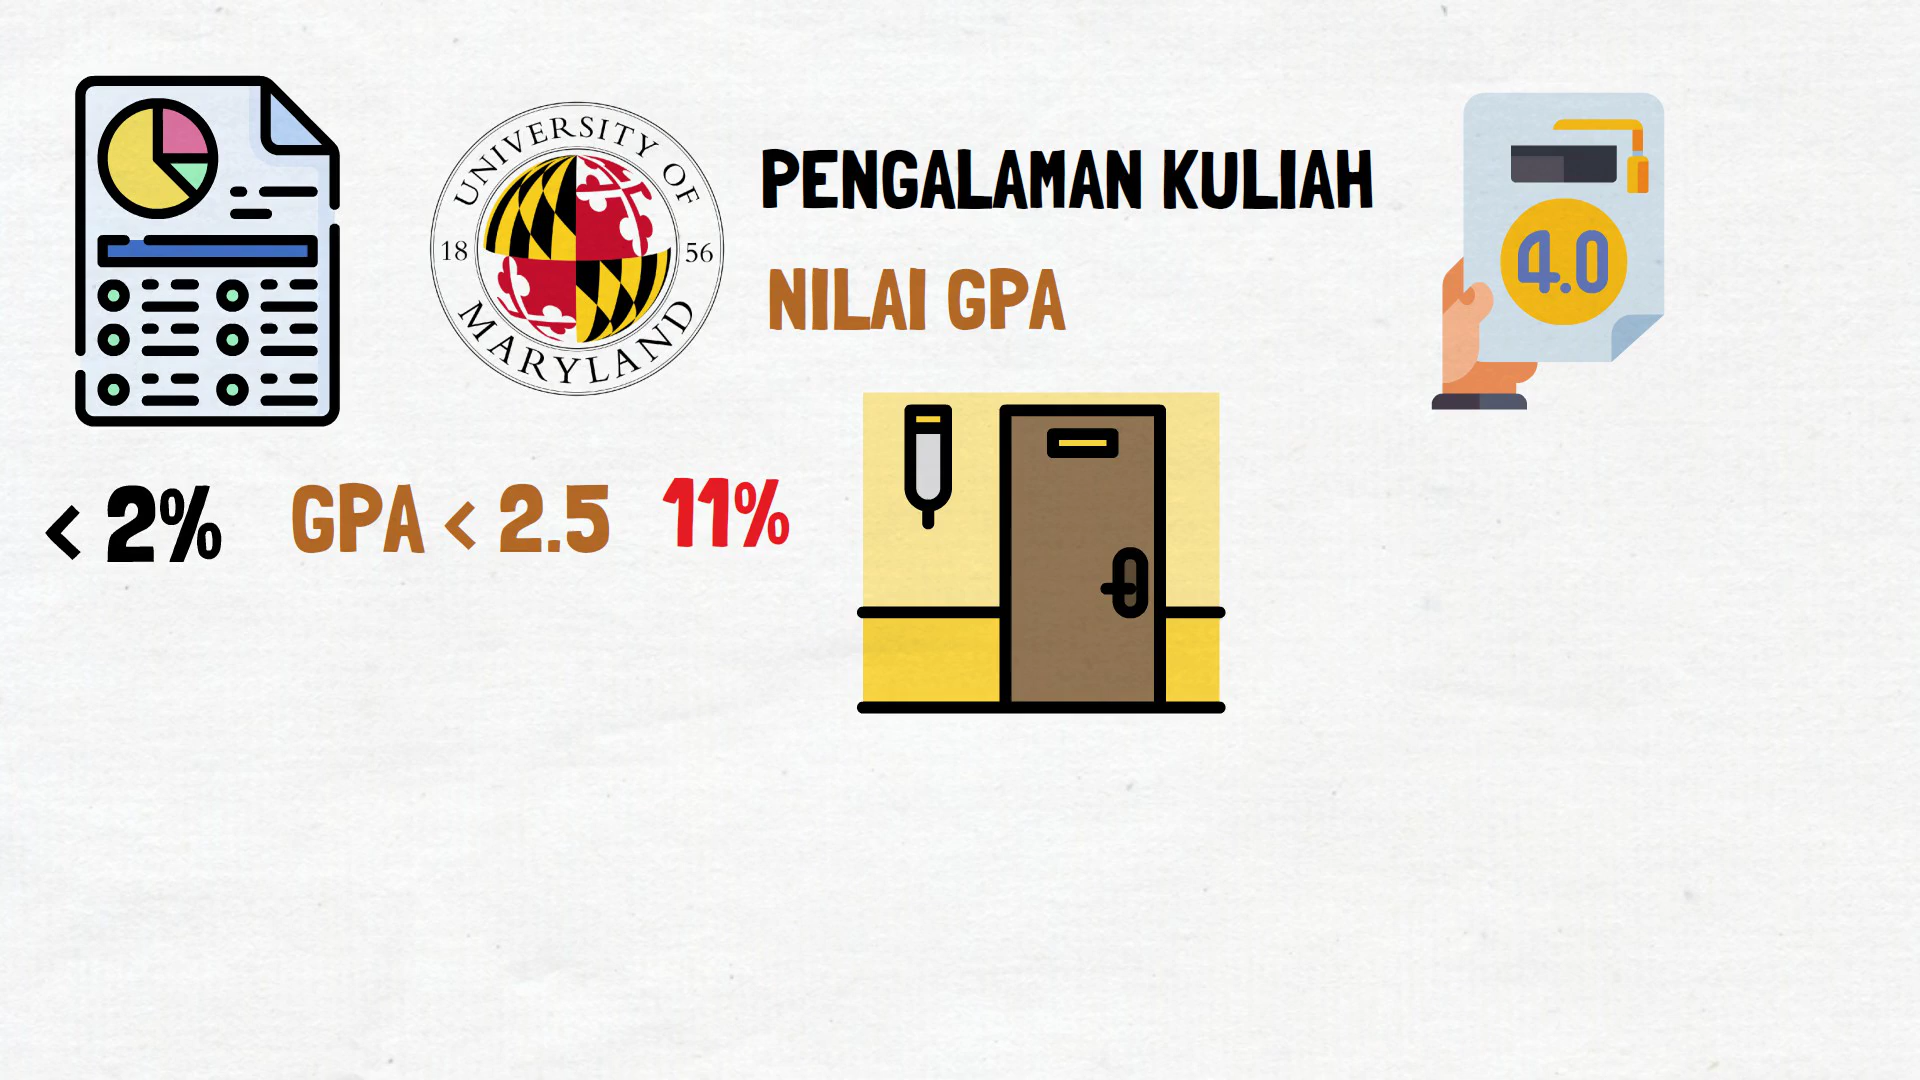 UNIVERSITY OF
18 56
MARYLAND
PENGALAMAN KULIAH
NILAI GPA
4.0
< 2%
GPA < 2.5
11%